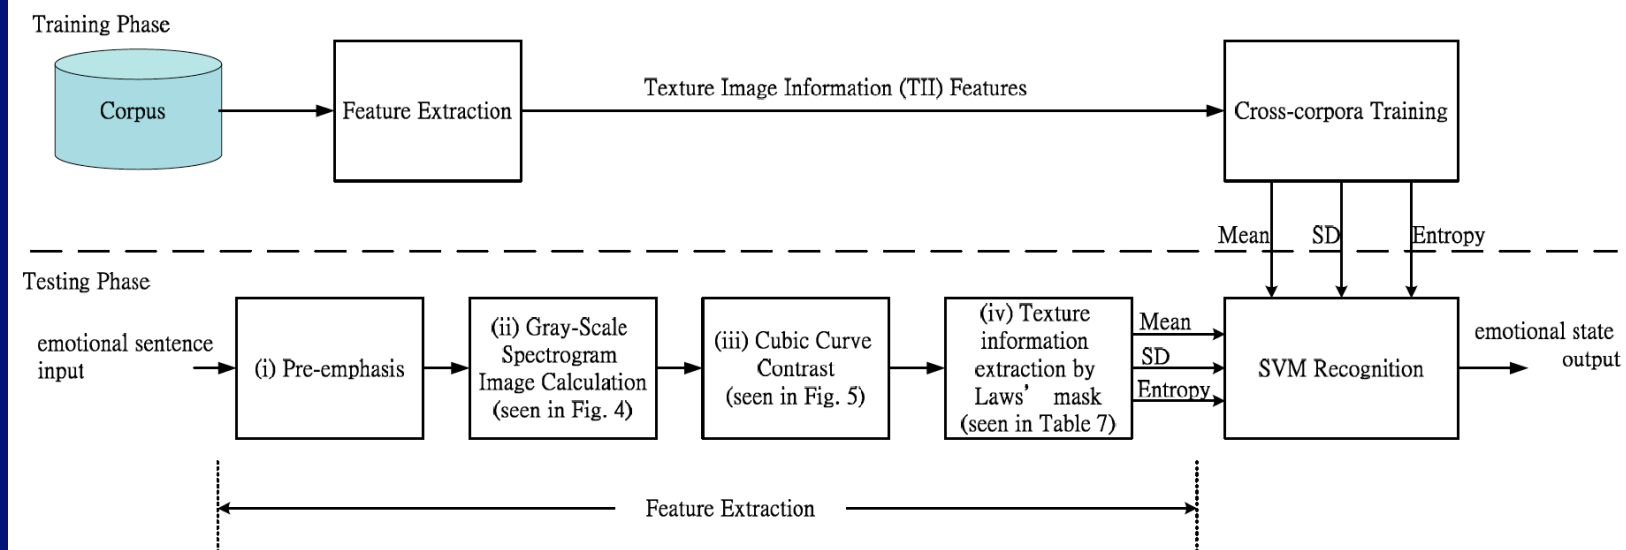 Training Phase
Corpus
Feature Extraction
Texture Image Information (TII) Features
Cross-corpora Training
Mean
SD
Entropy
Testing Phase
emotional sentence
input
(i) Pre-emphasis
(ii) Gray-Scale
Spectrogram
Image Calculation
(seen in Fig. 4)
(iii) Cubic Curve
Contrast
(seen in Fig. 5)
(iv) Texture
information
extraction by
Laws’ mask
(seen in Table 7)
Mean
SD
Entropy
SVM Recognition
emotional state
output
Feature Extraction